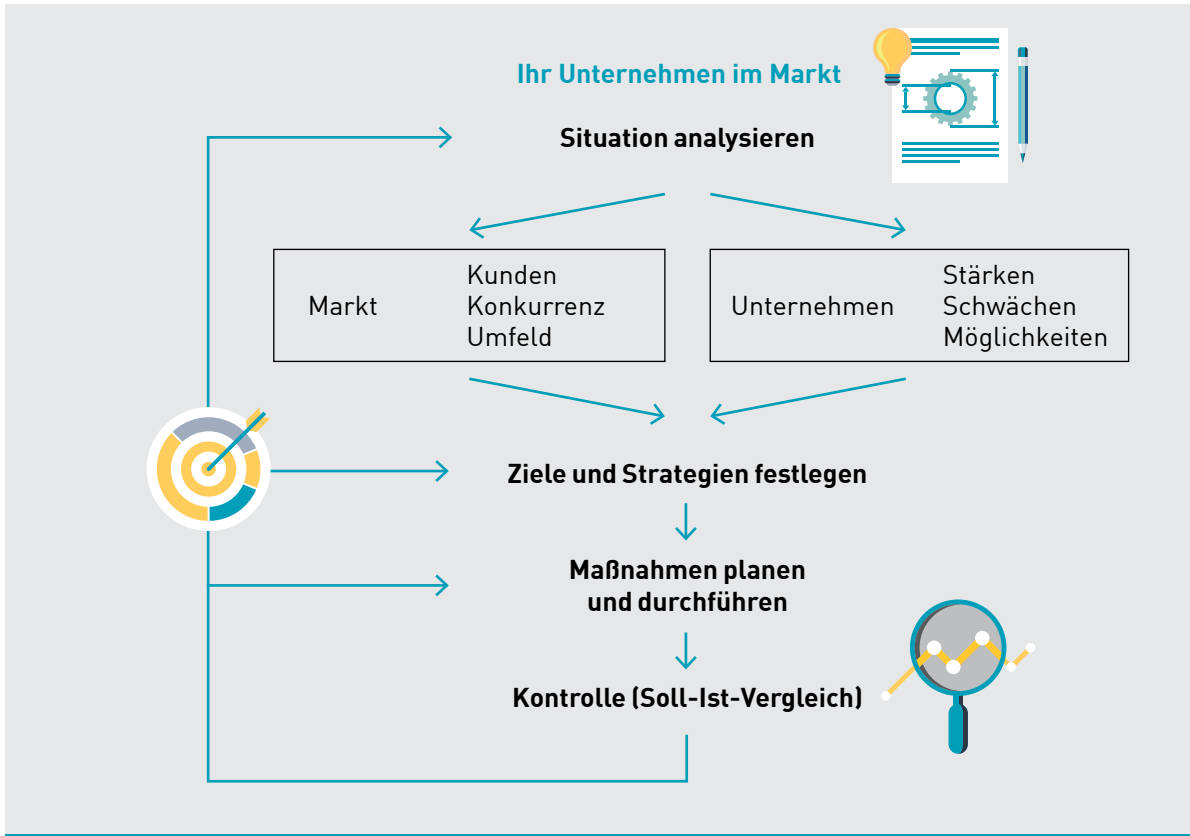 Ihr Unternehmen im Markt
Situation analysieren
Markt
Kunden
Konkurrenz
Umfeld
Unternehmen
Stärken
Schwächen
Möglichkeiten
Ziele und Strategien festlegen
Maßnahmen planen
und durchführen
Kontrolle (Soll-Ist-Vergleich)